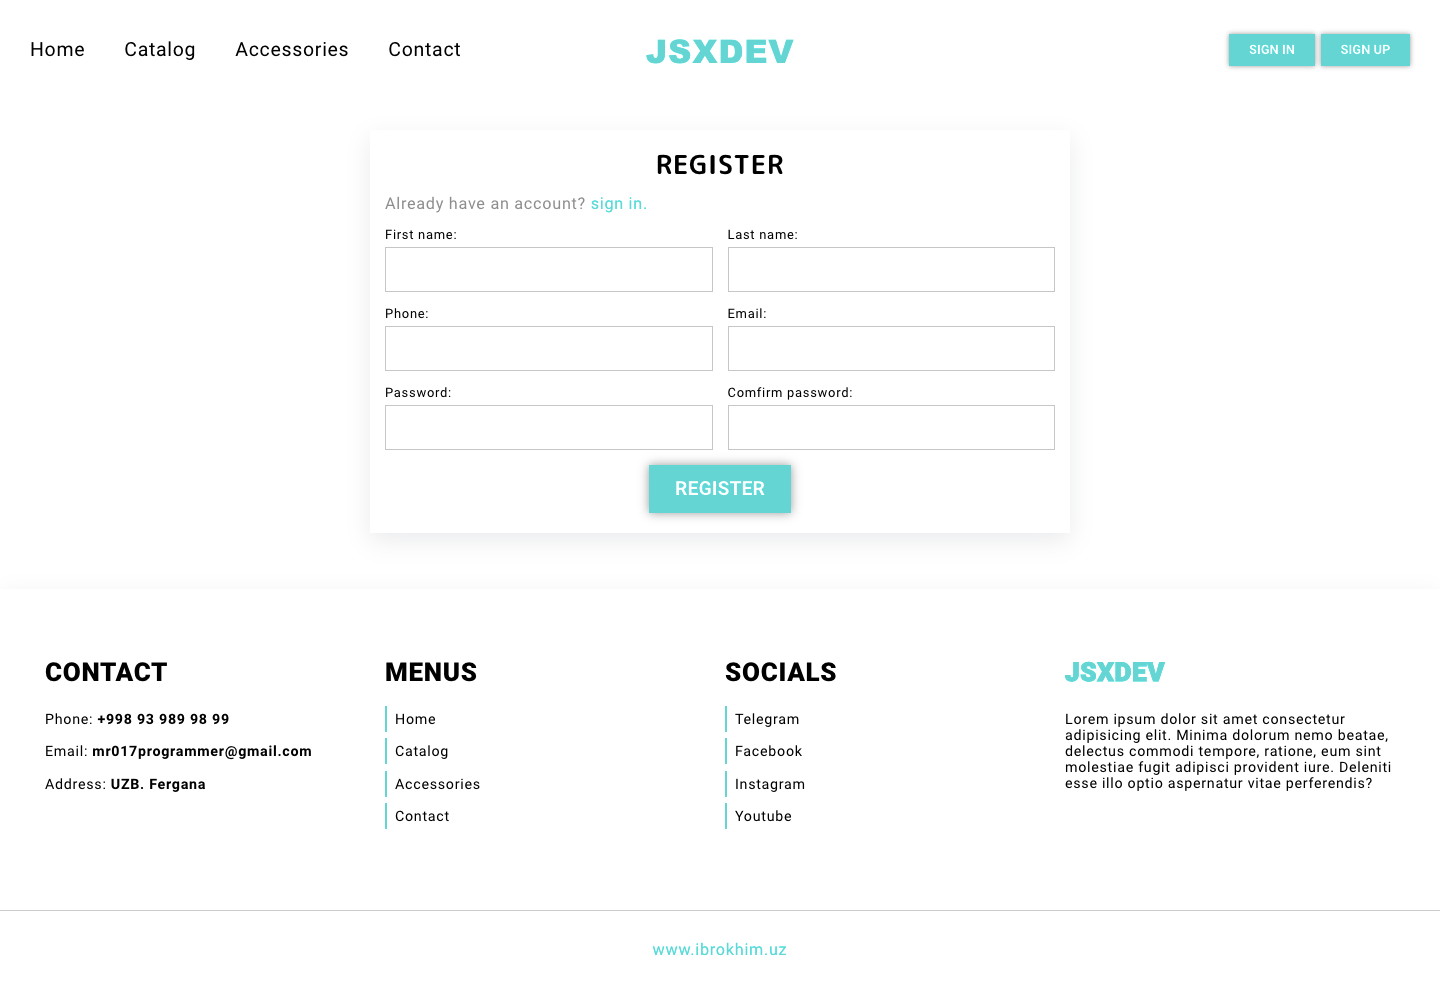 Home Catalog Accessories Contact JSXDEV SIGN IN SIGN UP
REGISTER
Already have an account? sign in.
First name: Last name:
Phone: Email:
Password: Comfirm password:
REGISTER
CONTACT
Phone: +998 93 989 98 99
Email: mr017programmer@gmail.com
Address: UZB. Fergana
MENUS
Home
Catalog
Accessories
Contact
SOCIALS
Telegram
Facebook
Instagram
Youtube
JSXDEV
Lorem ipsum dolor sit amet consectetur
adipisicing elit. Minima dolorum nemo beatae,
delectus commodi tempore, ratione, eum sint
molestiae fugit adipisci provident iure. Deleniti
esse illo optio aspernatur vitae perferendis?
www.ibrokhim.uz